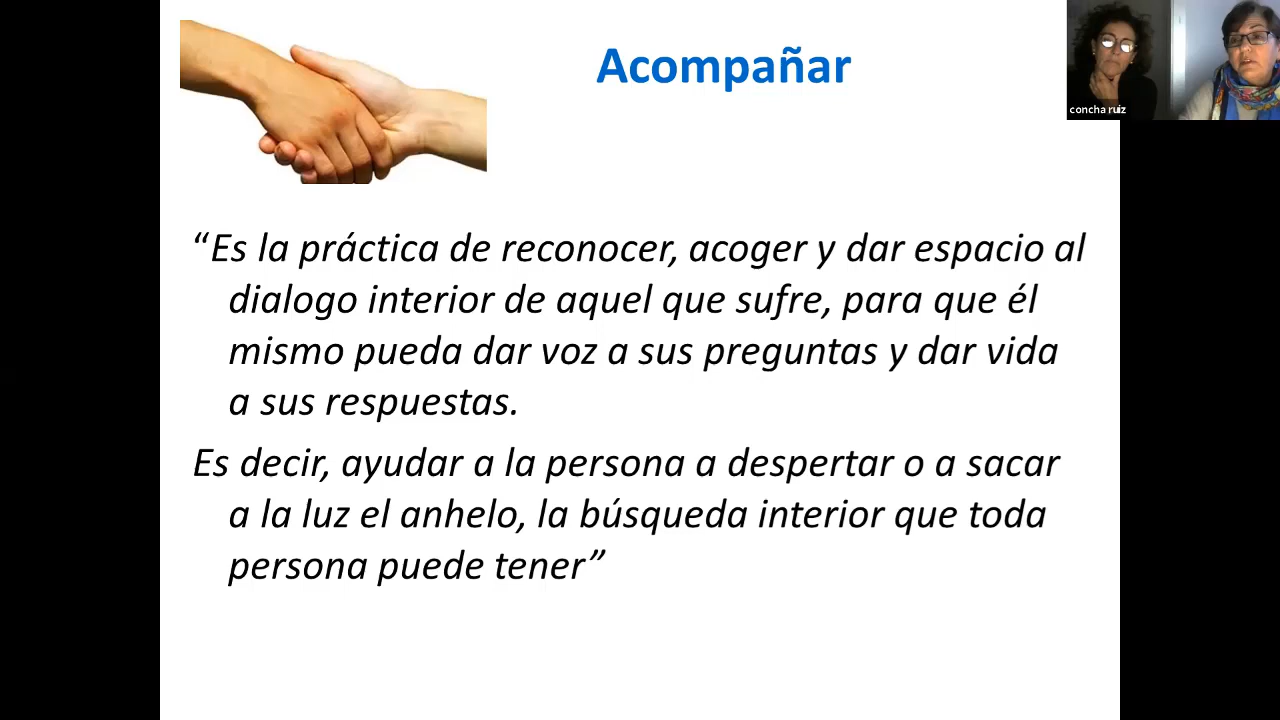 Acompañar
concha ruiz
“Es la práctica de reconocer, acoger y dar espacio al
dialogo interior de aquel que sufre, para que él
mismo pueda dar voz a sus preguntas y dar vida
a sus respuestas.
Es decir, ayudar a la persona a despertar o a sacar
a la luz el anhelo, la búsqueda interior que toda
persona puede tener”